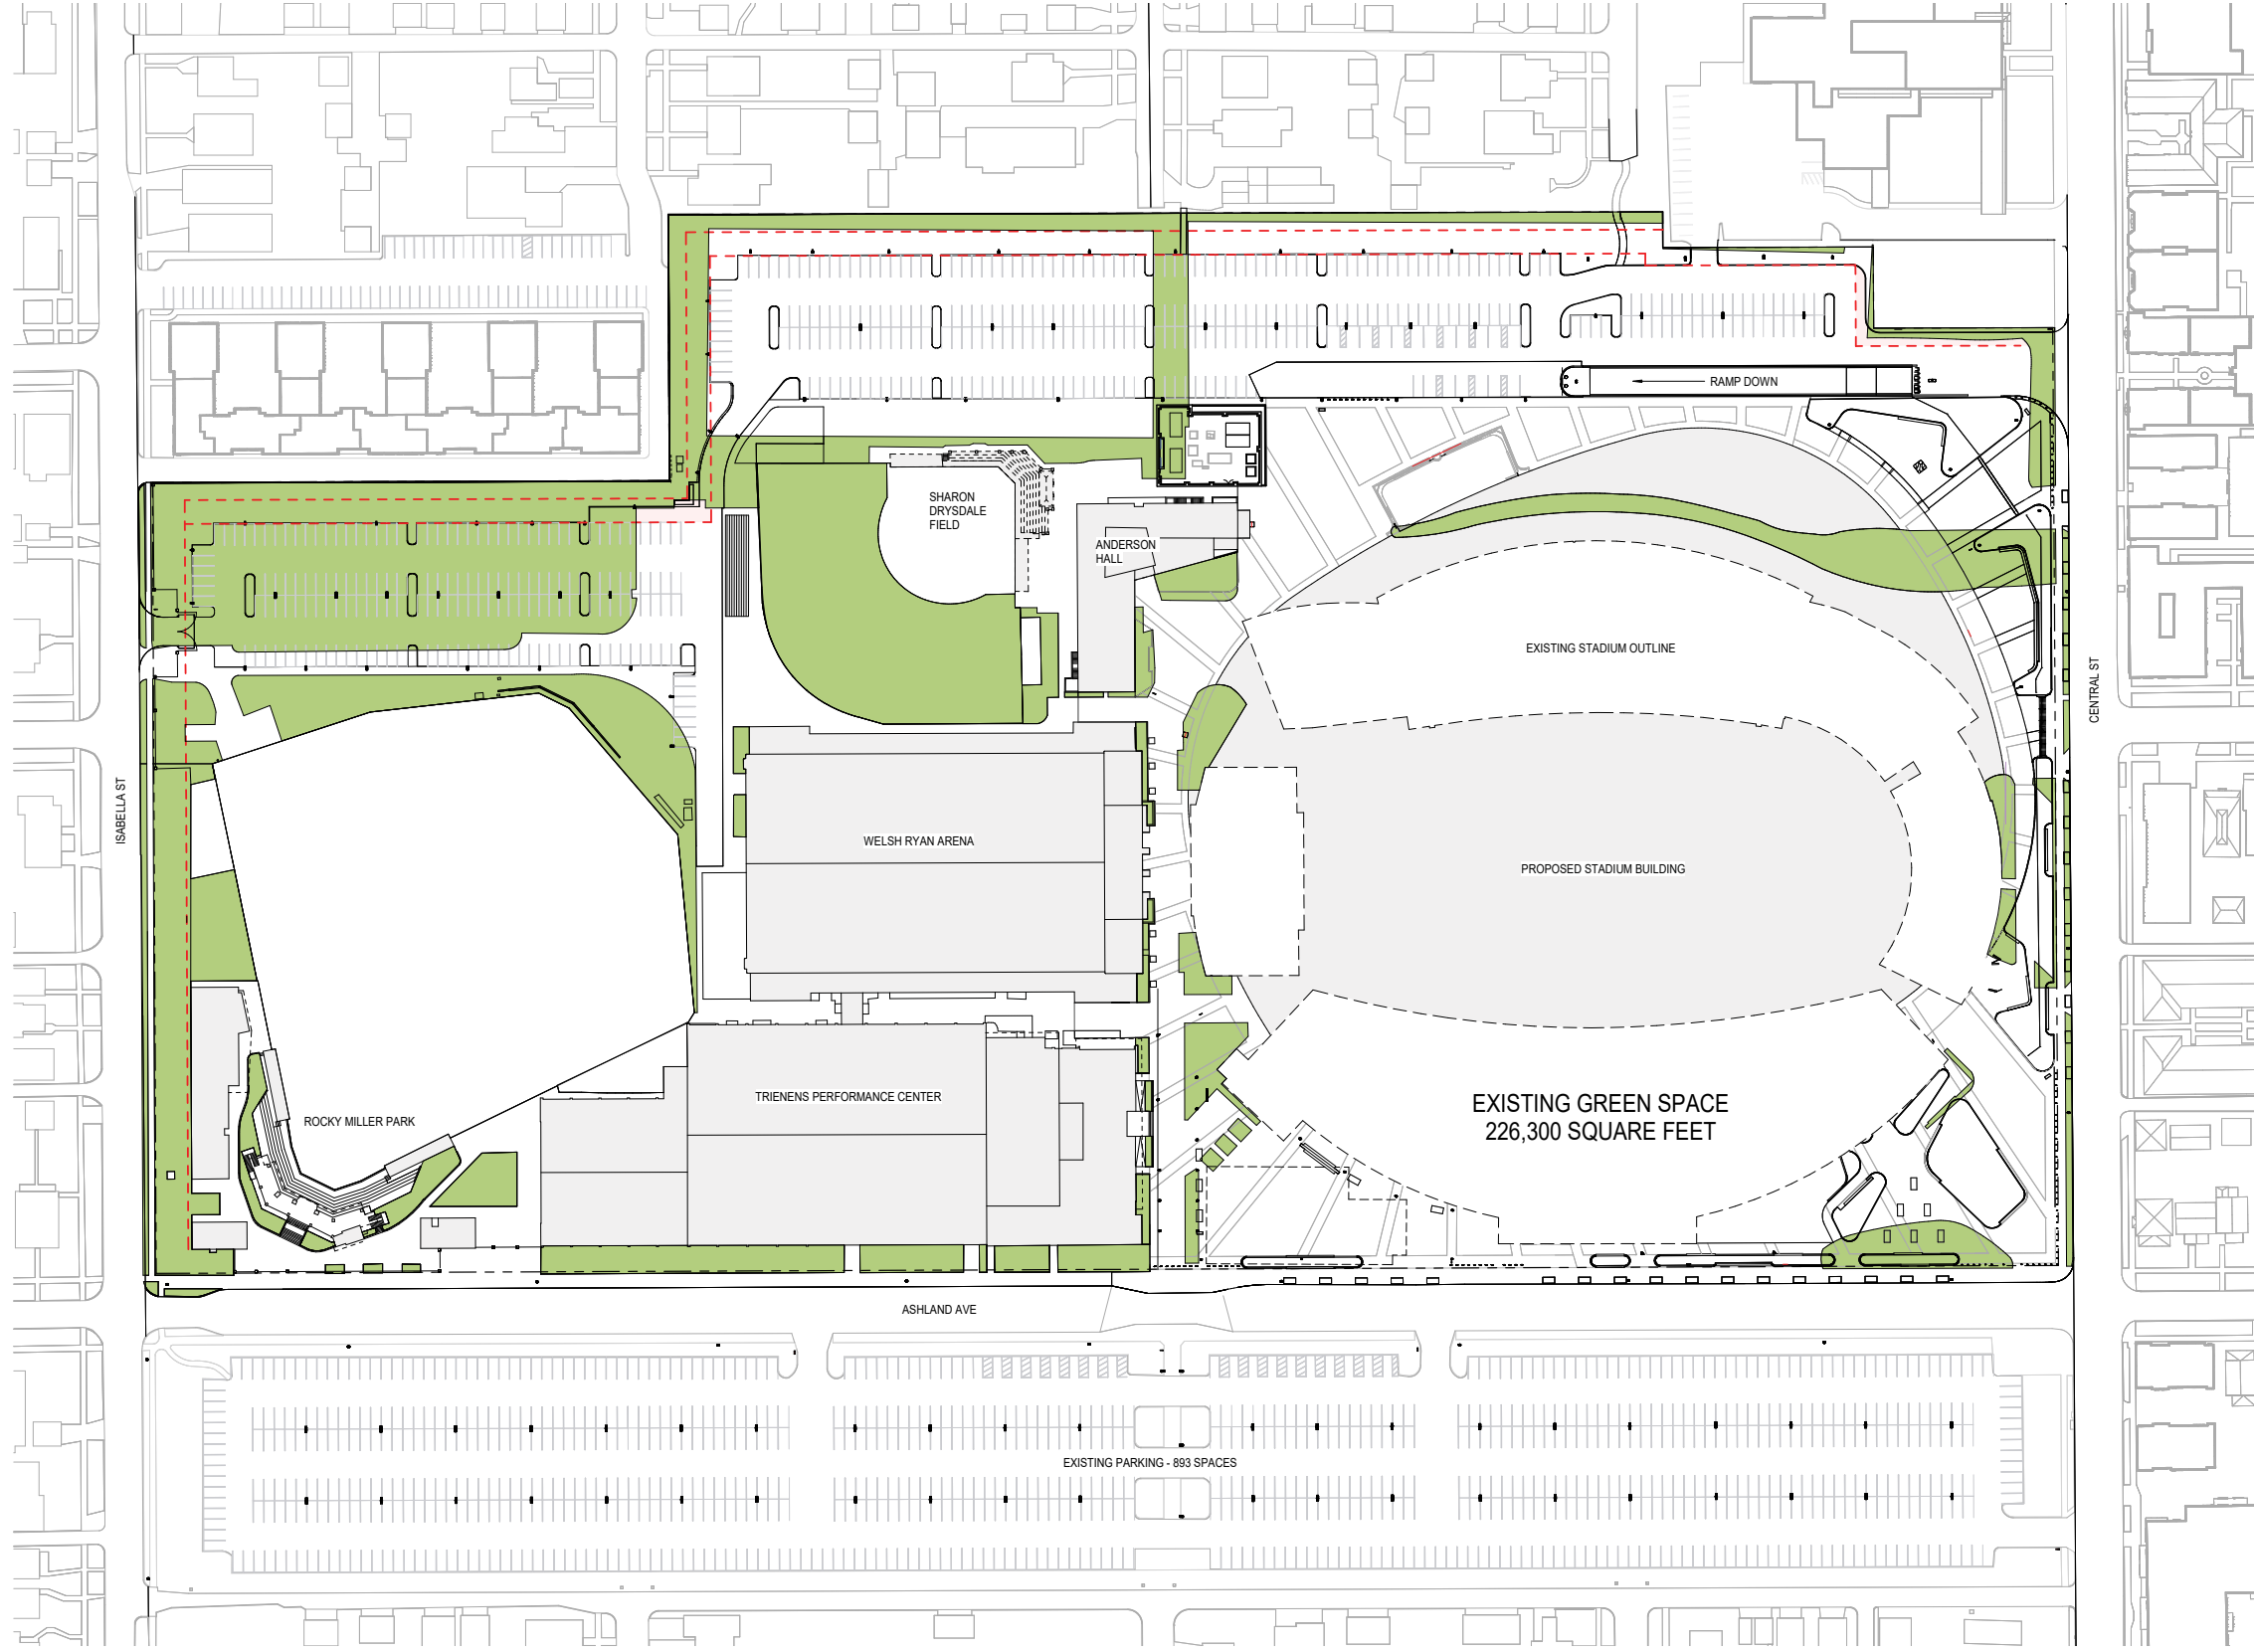 RAMP DOWN
SHARON
DRYSDALE
FIELD
ANDERSON
HALL
EXISTING STADIUM OUTLINE
CENTRAL ST
ISABELLA ST
WELSH RYAN ARENA
PROPOSED STADIUM BUILDING
TRIENENS PERFORMANCE CENTER
ROCKY MILLER PARK
EXISTING GREEN SPACE
226,300 SQUARE FEET
ASHLAND AVE
EXISTING PARKING - 893 SPACES